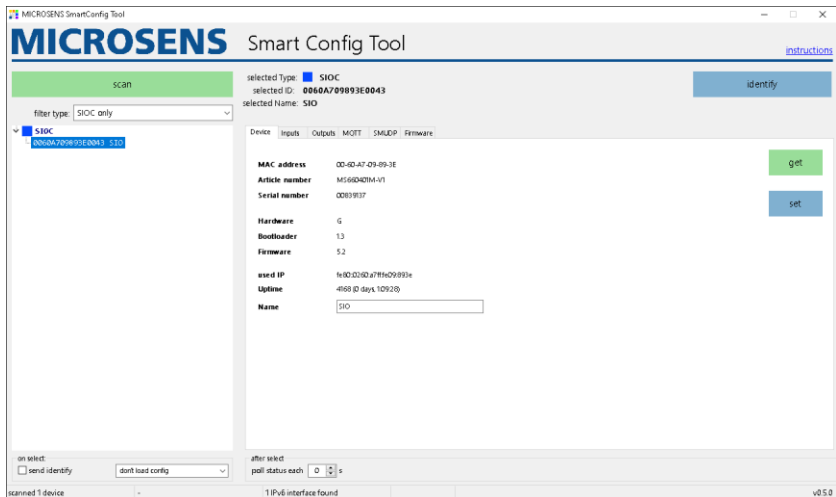 MICROSENS SmartConfig Tool
MICROSENS Smart Config Tool
instructions
scan
selected Type: SIOC
selected ID: 0060A709893E0043
selected Name: SIO
identify
filter type: SIOC only
SIOC
0060A709893E0043 SIO
Device Inputs Outputs MQTT SMUDP Firmware
MAC address 00-60-A7-09-89-3E
Article number MS660401M-V1
Serial number 00839137
Hardware G
Bootloader 1.3
Firmware 5.2
used IP fe80::0260:a7ff:fe09:893e
Uptime 4168 (0 days, 1:09:28)
Name SIO
get
set
on select:
send identify don't load config
after select
poll status each 0 s
scanned 1 device - 1 IPv6 interface found v0.5.0